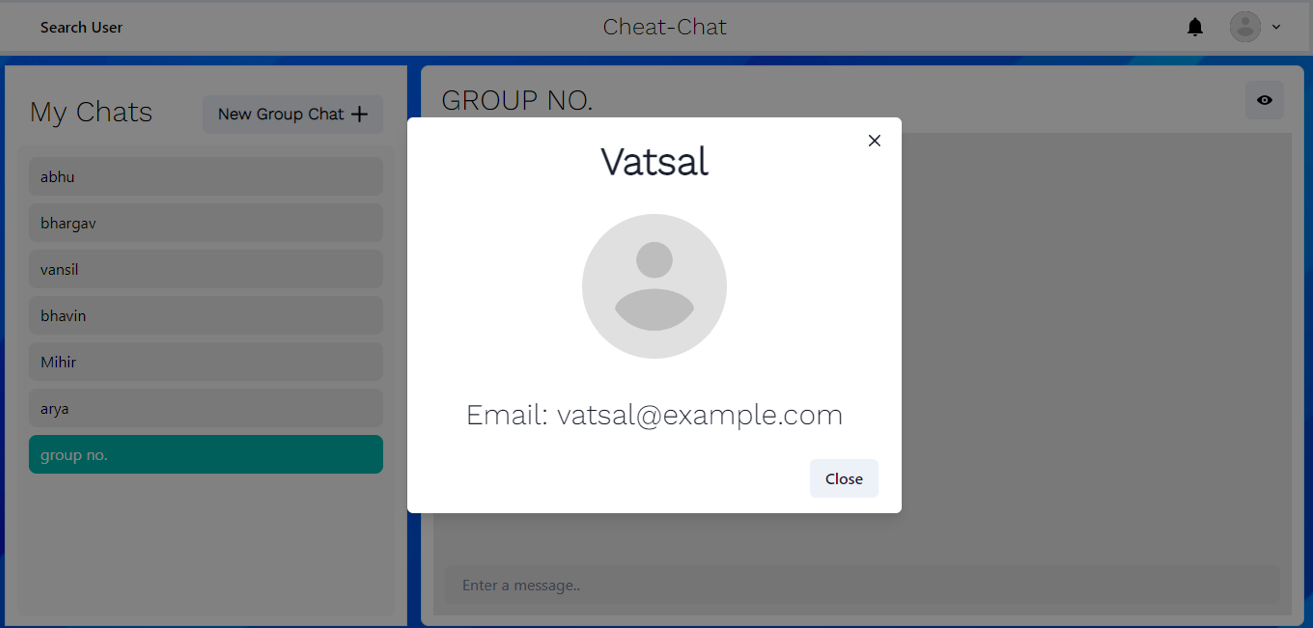 Search User
Cheat-Chat
My Chats
New Group Chat
abhu
bhargav
vansil
bhavin
Mihir
arya
group no.
GROUP NO.
Enter a message..
Vatsal
Email: vatsal@example.com
Close